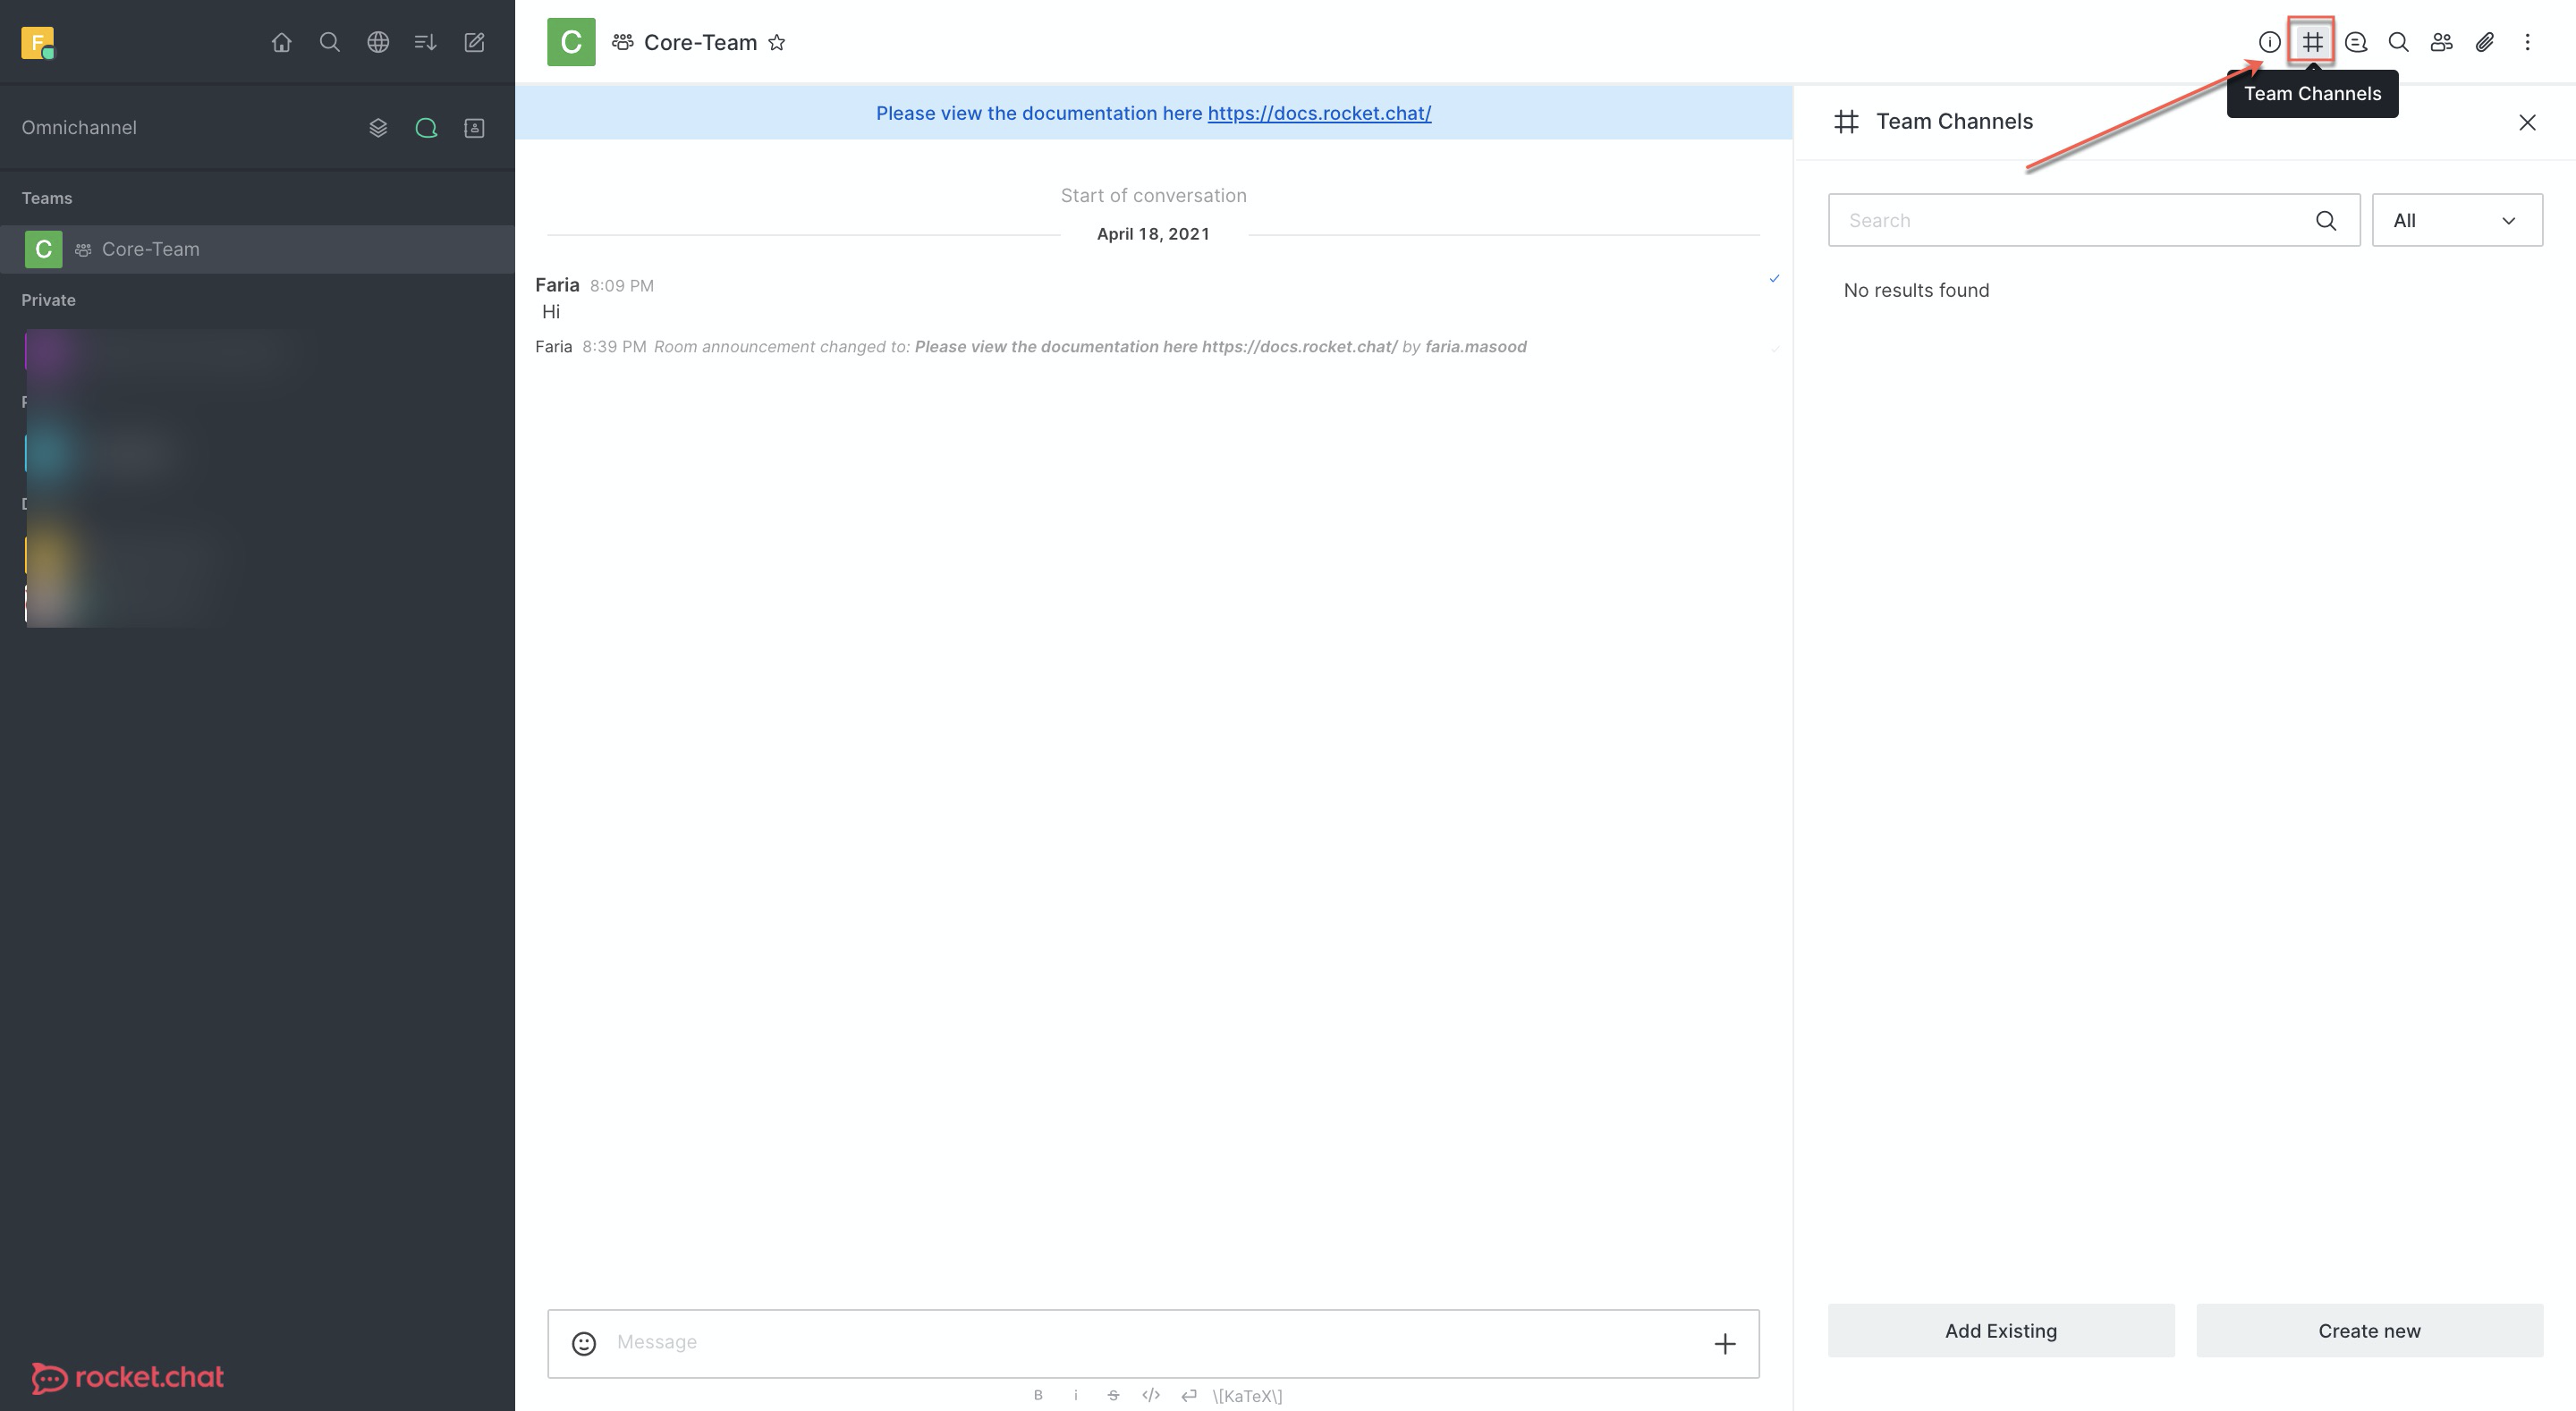 F
C Core-Team
Team Channels
Omnichannel
Please view the documentation here https://docs.rocket.chat/
Team Channels
Teams
Start of conversation
Search
All
C Core-Team
April 18, 2021
Private
Faria 8:09 PM
Hi
No results found
Faria 8:39 PM Room announcement changed to: Please view the documentation here https://docs.rocket.chat/ by faria.masood
Message
Add Existing
Create new
rocket.chat
B i S </> \[KaTeX\]